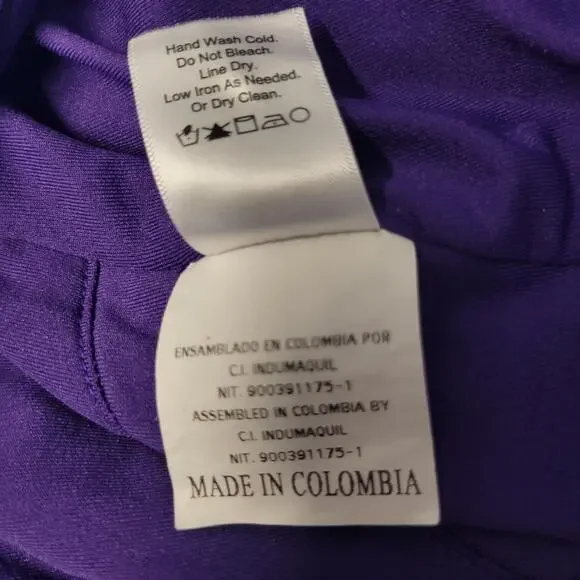 Hand Wash Cold.
Do Not Bleach.
Line Dry.
Low Iron As Needed.
Or Dry Clean.
ENSAMBLADO EN COLOMBIA POR
C.I. INDUMAQUIL
NIT. 900391175-1
ASSEMBLED IN COLOMBIA BY
C.I. INDUMAQUIL
NIT. 900391175-1
MADE IN COLOMBIA